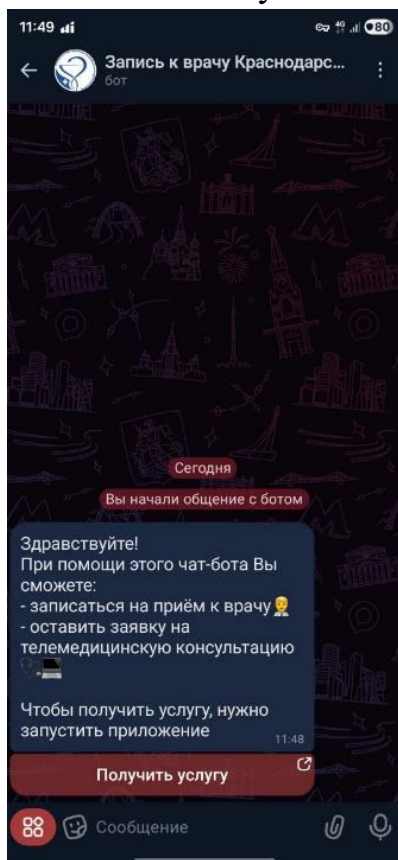 11:49
4G
80
Запись к врачу Краснодарс...
бот
Сегодня
Вы начали общение с ботом
Здравствуйте!
При помощи этого чат-бота Вы
сможете:
- записаться на приём к врачу👨‍⚕️
- оставить заявку на
телемедицинскую консультацию
🩺💻
Чтобы получить услугу, нужно
запустить приложение
11:48
Получить услугу
Сообщение